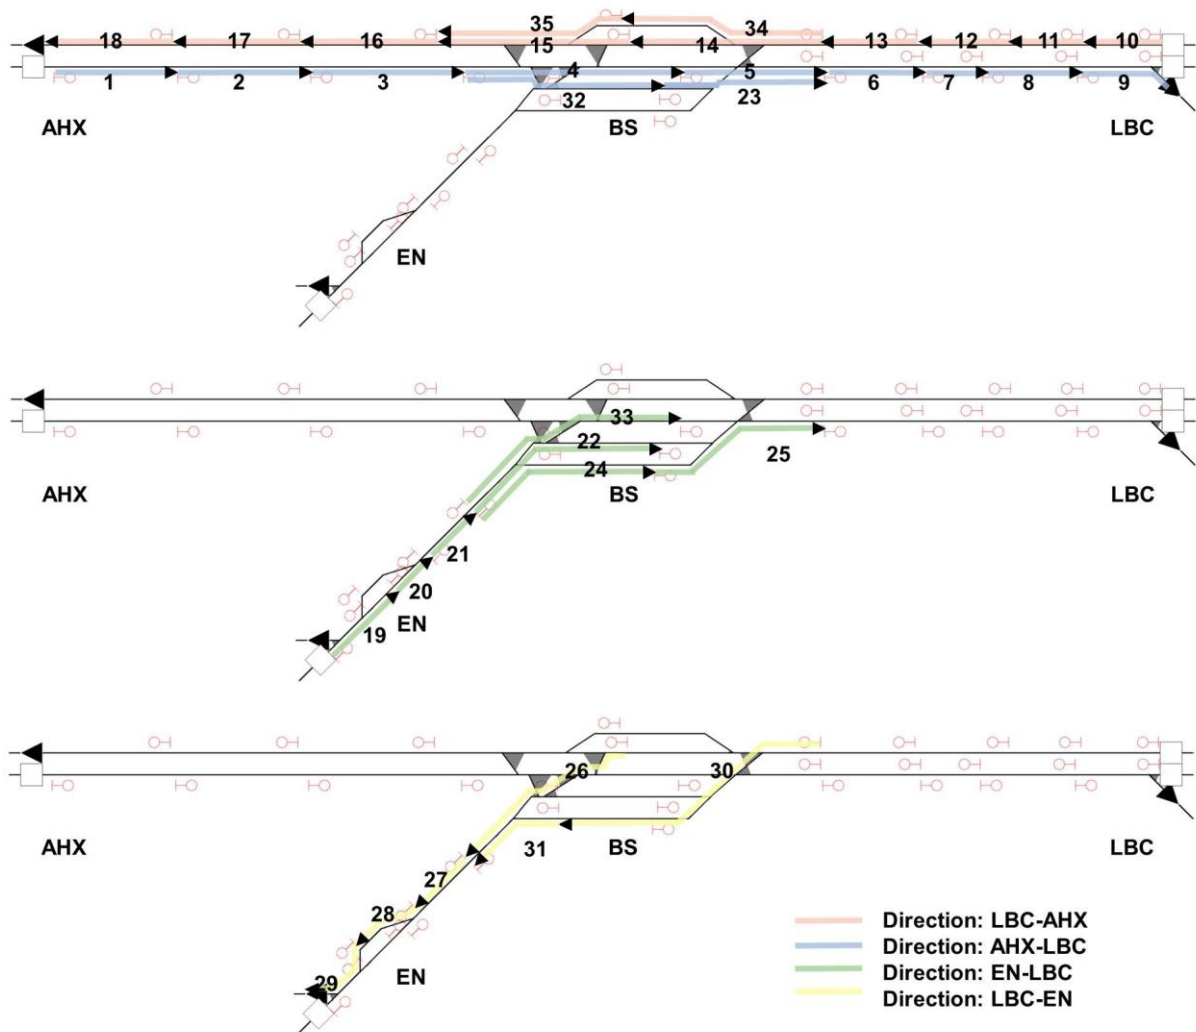 35 34
18 17 16 15 14 13 12 11 10
4 5
1 2 3 32 23 6 7 8 9
AHX BS LBC
EN
33
22
24 25
AHX BS LBC
21
20
EN
19
26 30
31
AHX BS LBC
27
28
EN
29
Direction: LBC-AHX
Direction: AHX-LBC
Direction: EN-LBC
Direction: LBC-EN